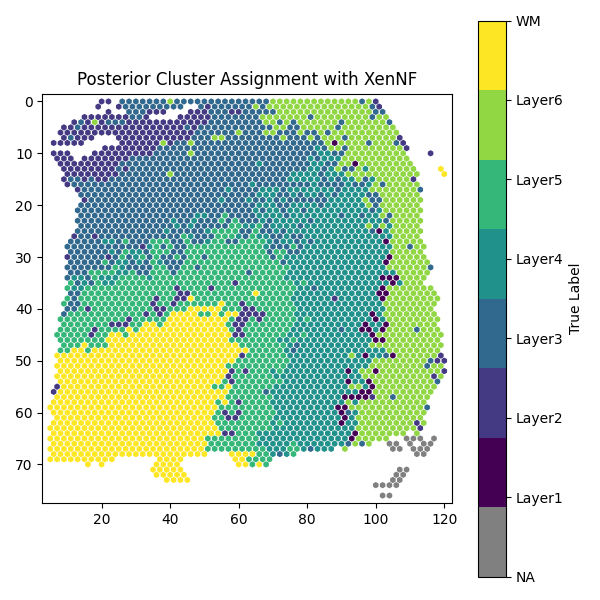 Posterior Cluster Assignment with XenNF
0
10
20
30
40
50
60
70
20
40
60
80
100
120
WM
Layer6
Layer5
Layer4
Layer3
Layer2
Layer1
NA
True Label